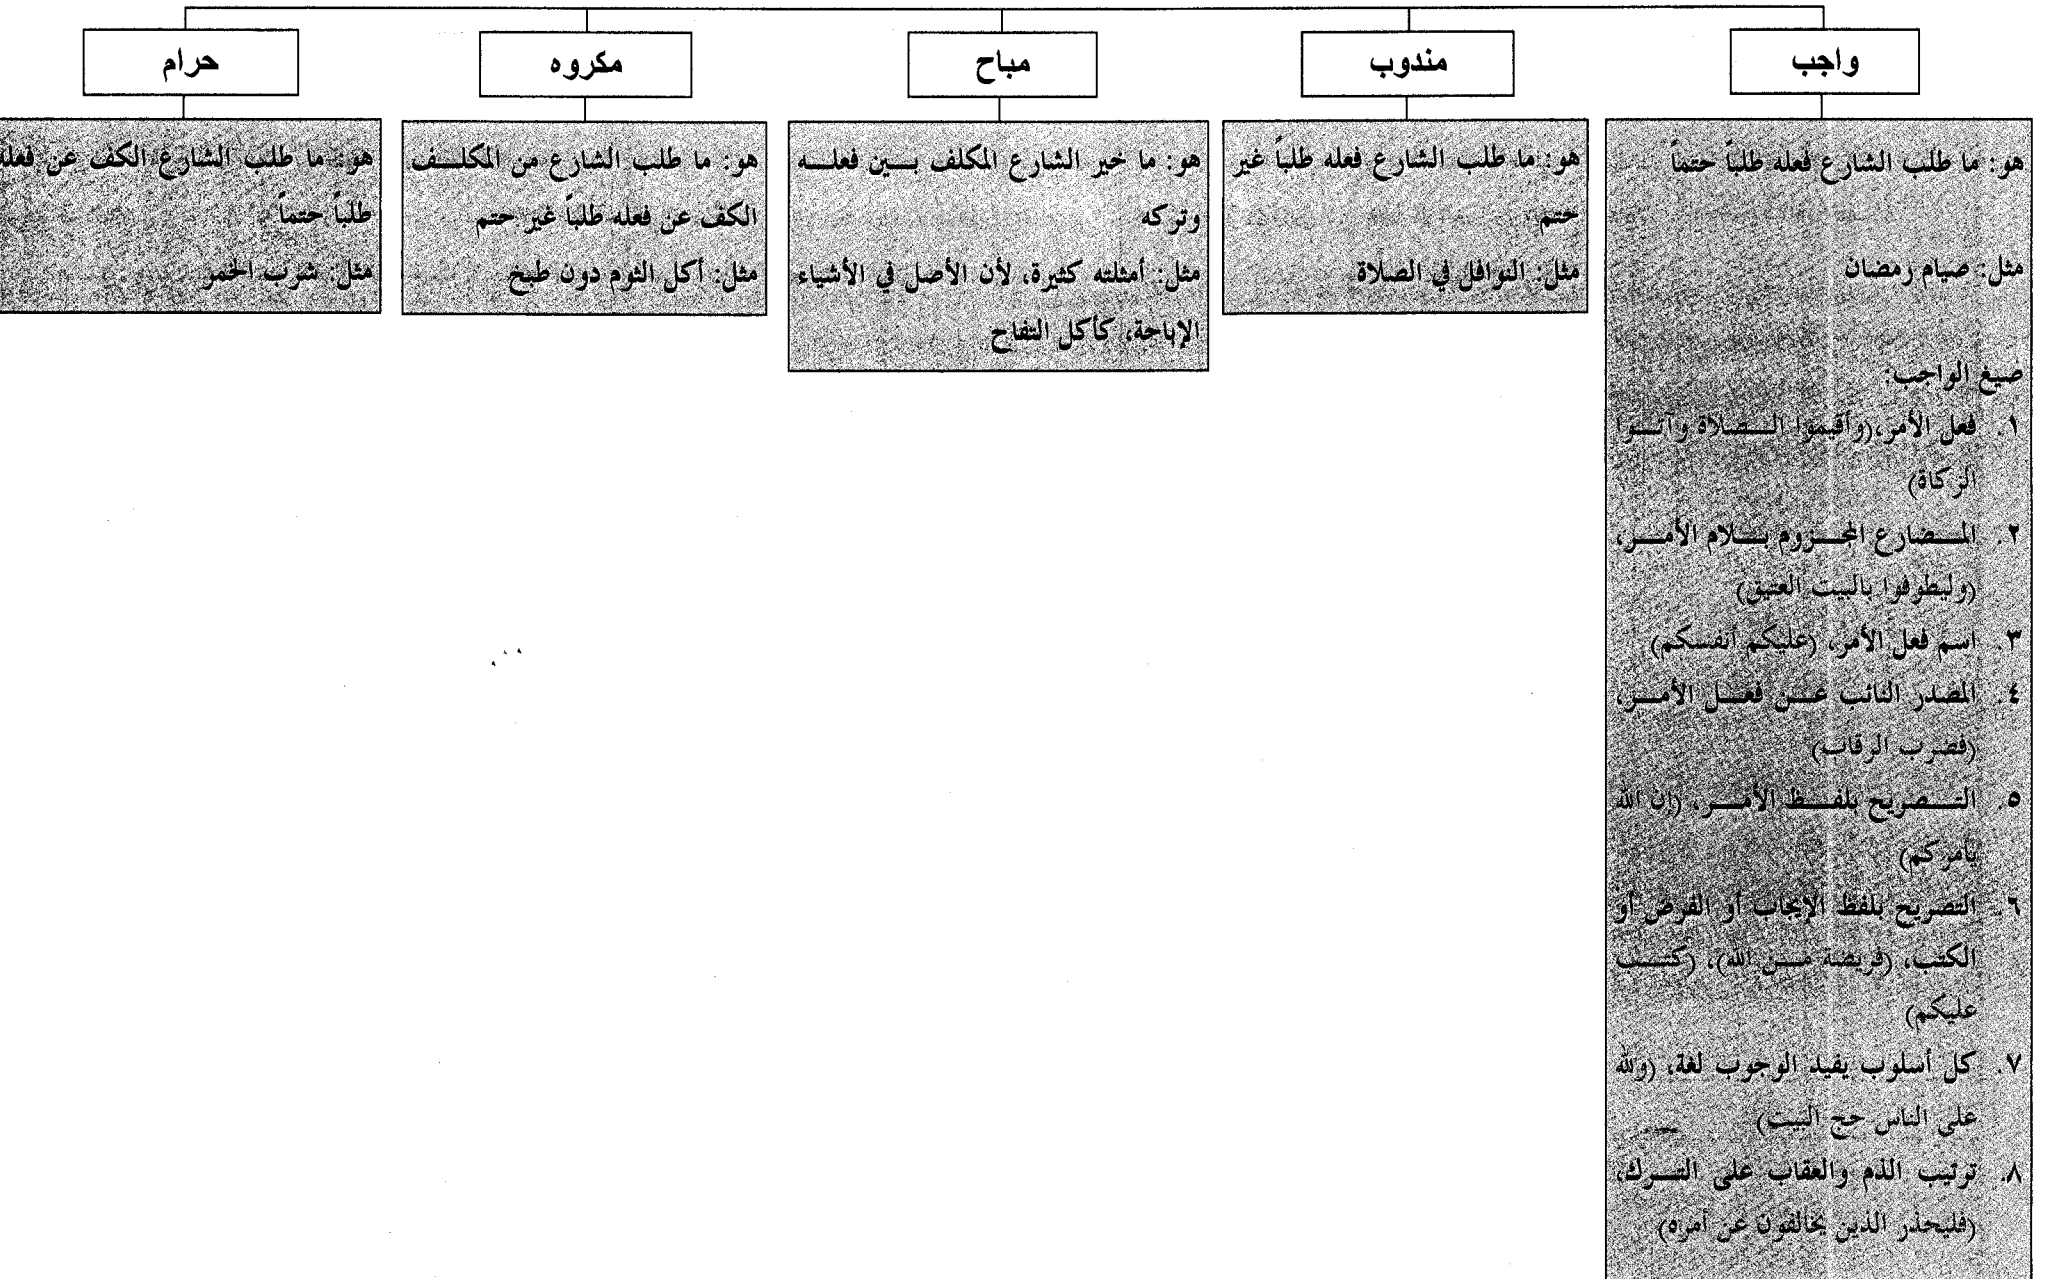 واجب
هو: ما طلب الشارع فعله طلباً حتماً
مثل: صيام رمضان
صيغ الواجب:
١. فعل الأمر، (وأقيموا الصلاة وآتوا
الزكاة)
٢. المضارع المجزوم بلام الأمر،
(وليطوفوا بالبيت العتيق)
٣. اسم فعل الأمر، (عليكم أنفسكم)
٤. المصدر النائب عن فعل الأمر،
(فضرب الرقاب)
٥. التصريح بلفظ الأمر، (إن الله
يأمركم)
٦. التصريح بلفظ الإيجاب أو الفرض أو
الكتب، (فريضة من الله)، (كتب
عليكم)
٧. كل أسلوب يفيد الوجوب لغة، (ولله
على الناس حج البيت)
٨. ترتيب الذم والعقاب على الترك،
(فليحذر الذين يخالفون عن أمره)
مندوب
هو: ما طلب الشارع فعله طلباً غير
حتم
مثل: النوافل في الصلاة
مباح
هو: ما خير الشارع المكلف بين فعله
وتركه
مثل: أمثلته كثيرة، لأن الأصل في الأشياء
الإباحة، كأكل التفاح
مكروه
هو: ما طلب الشارع من المكلف
الكف عن فعله طلباً غير حتم
مثل: أكل الثوم دون طبخ
حرام
هو: ما طلب الشارع الكف عن فعله
طلباً حتماً
مثل: شرب الخمر